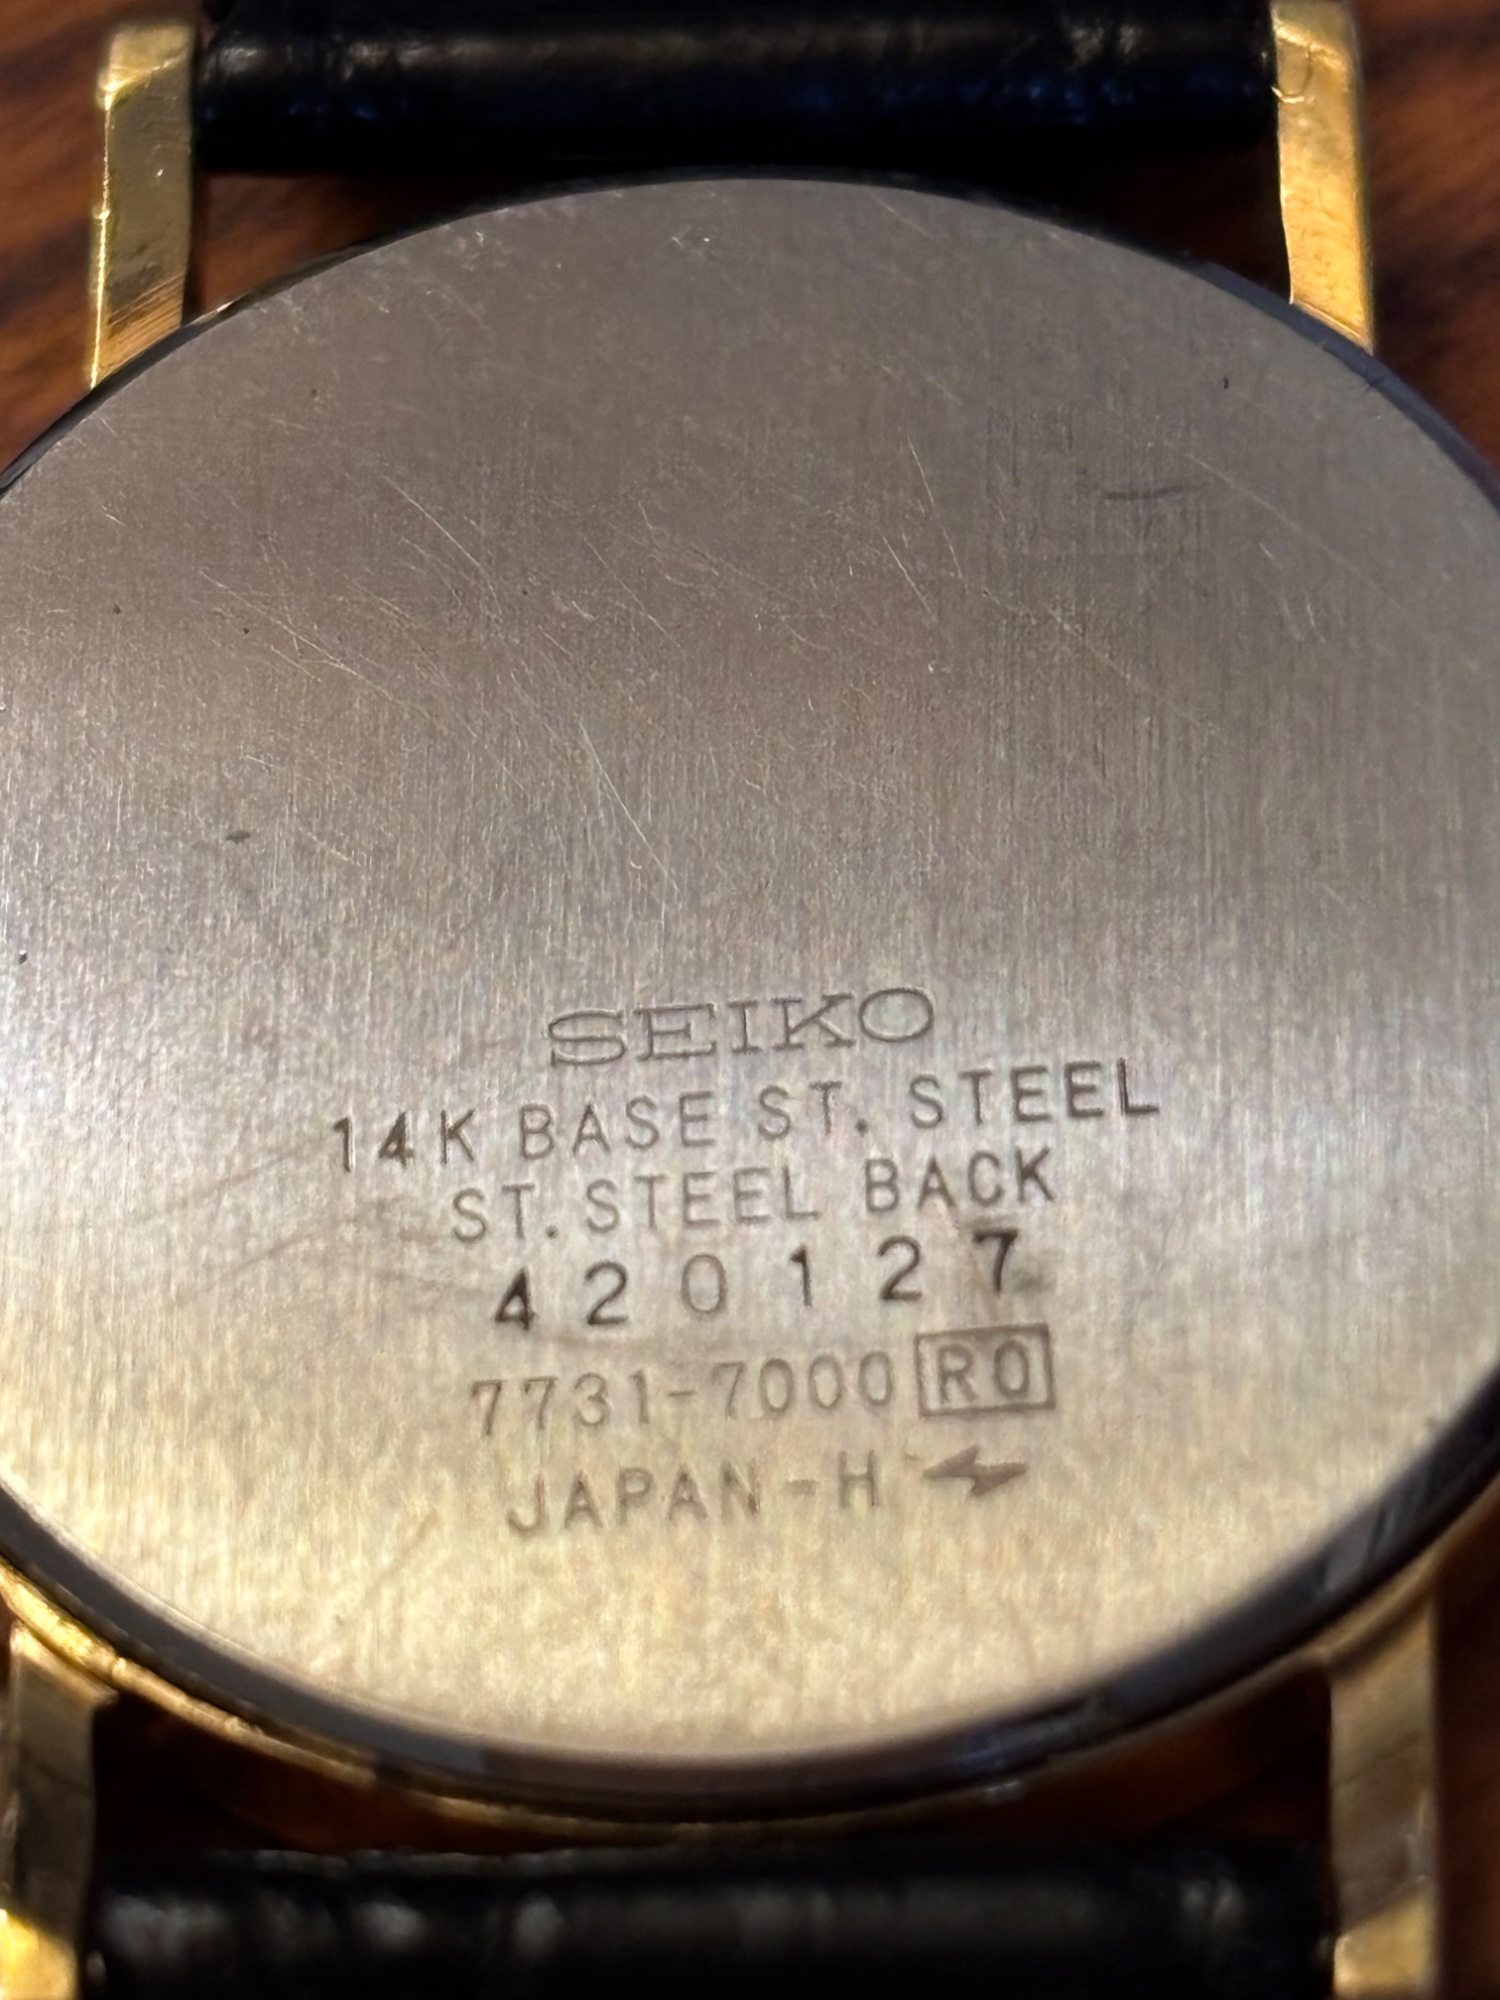 SEIKO
14K BASE ST. STEEL
ST. STEEL BACK
420127
7731-7000 R0
JAPAN-H